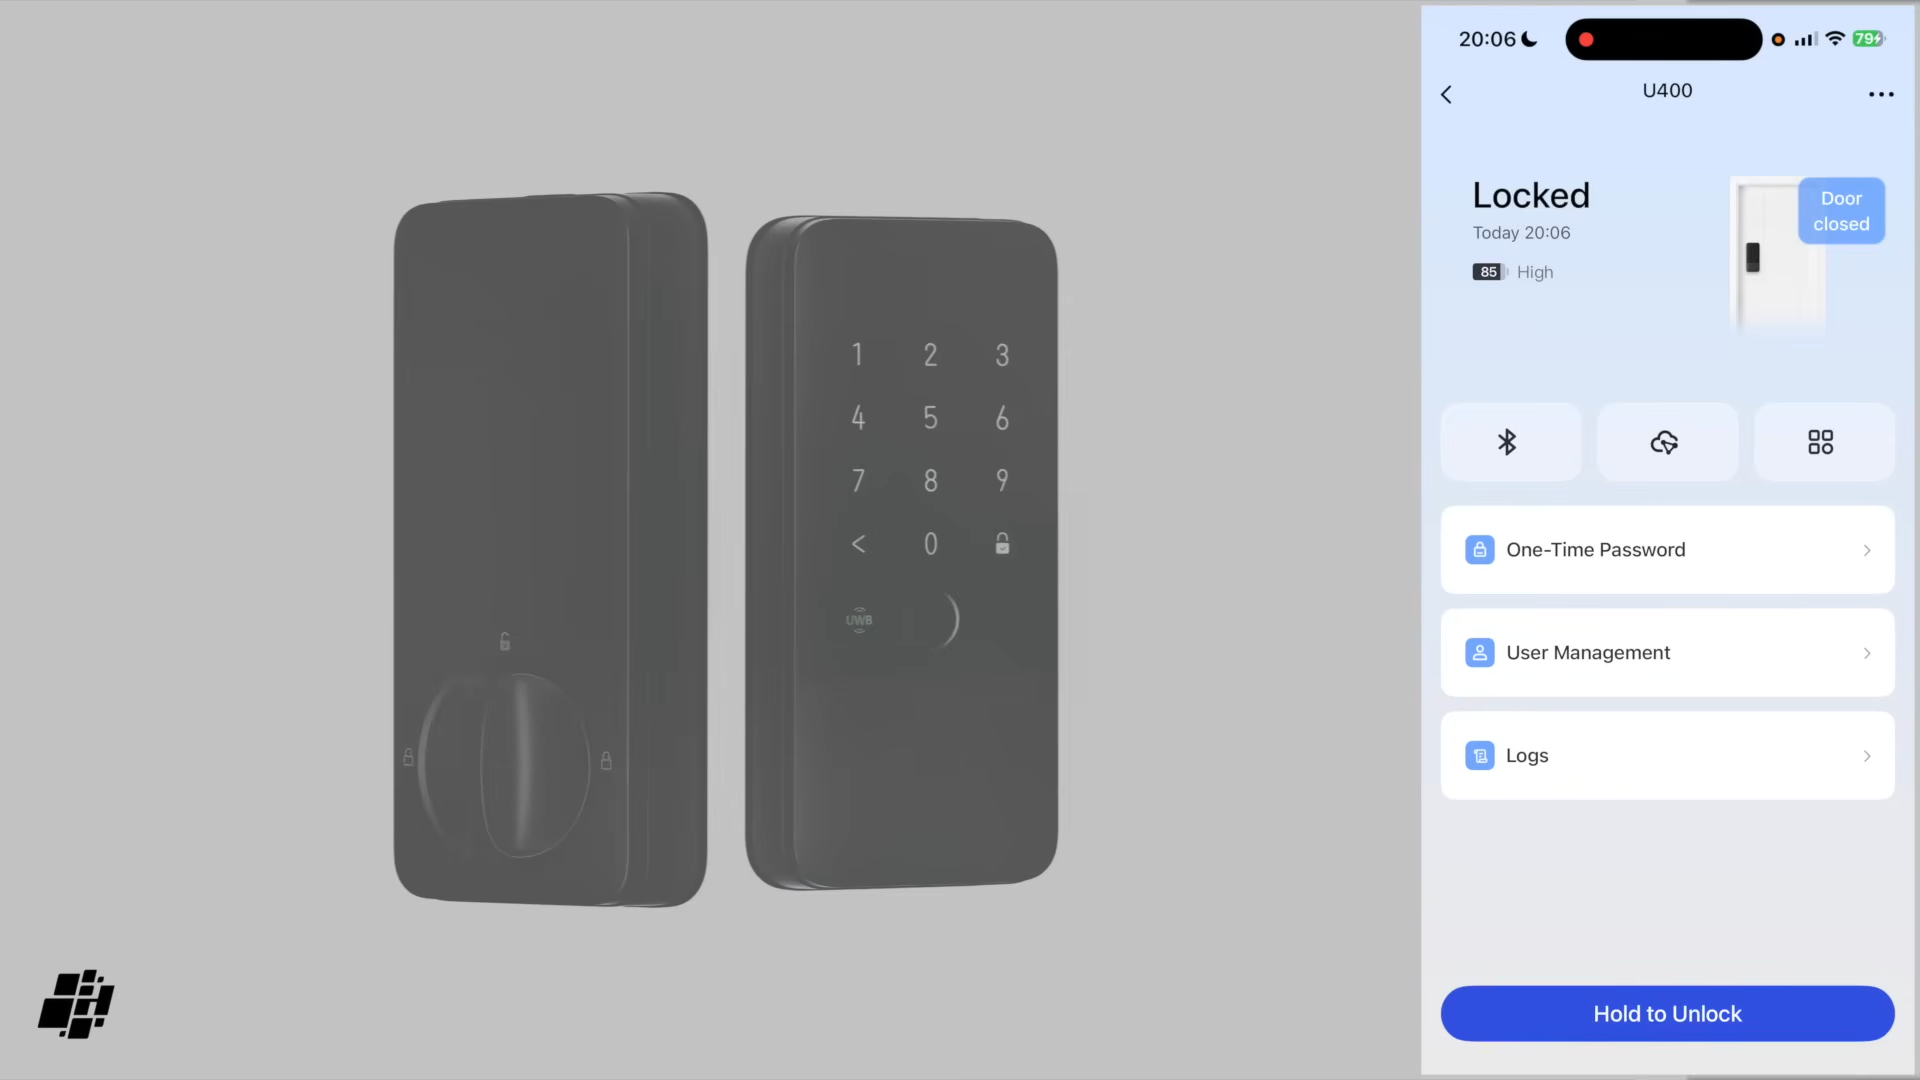 1 2 3
4 5 6
7 8 9
< 0
UWB
20:06
79
U400
Locked
Today 20:06
85 High
Door
closed
One-Time Password
User Management
Logs
Hold to Unlock